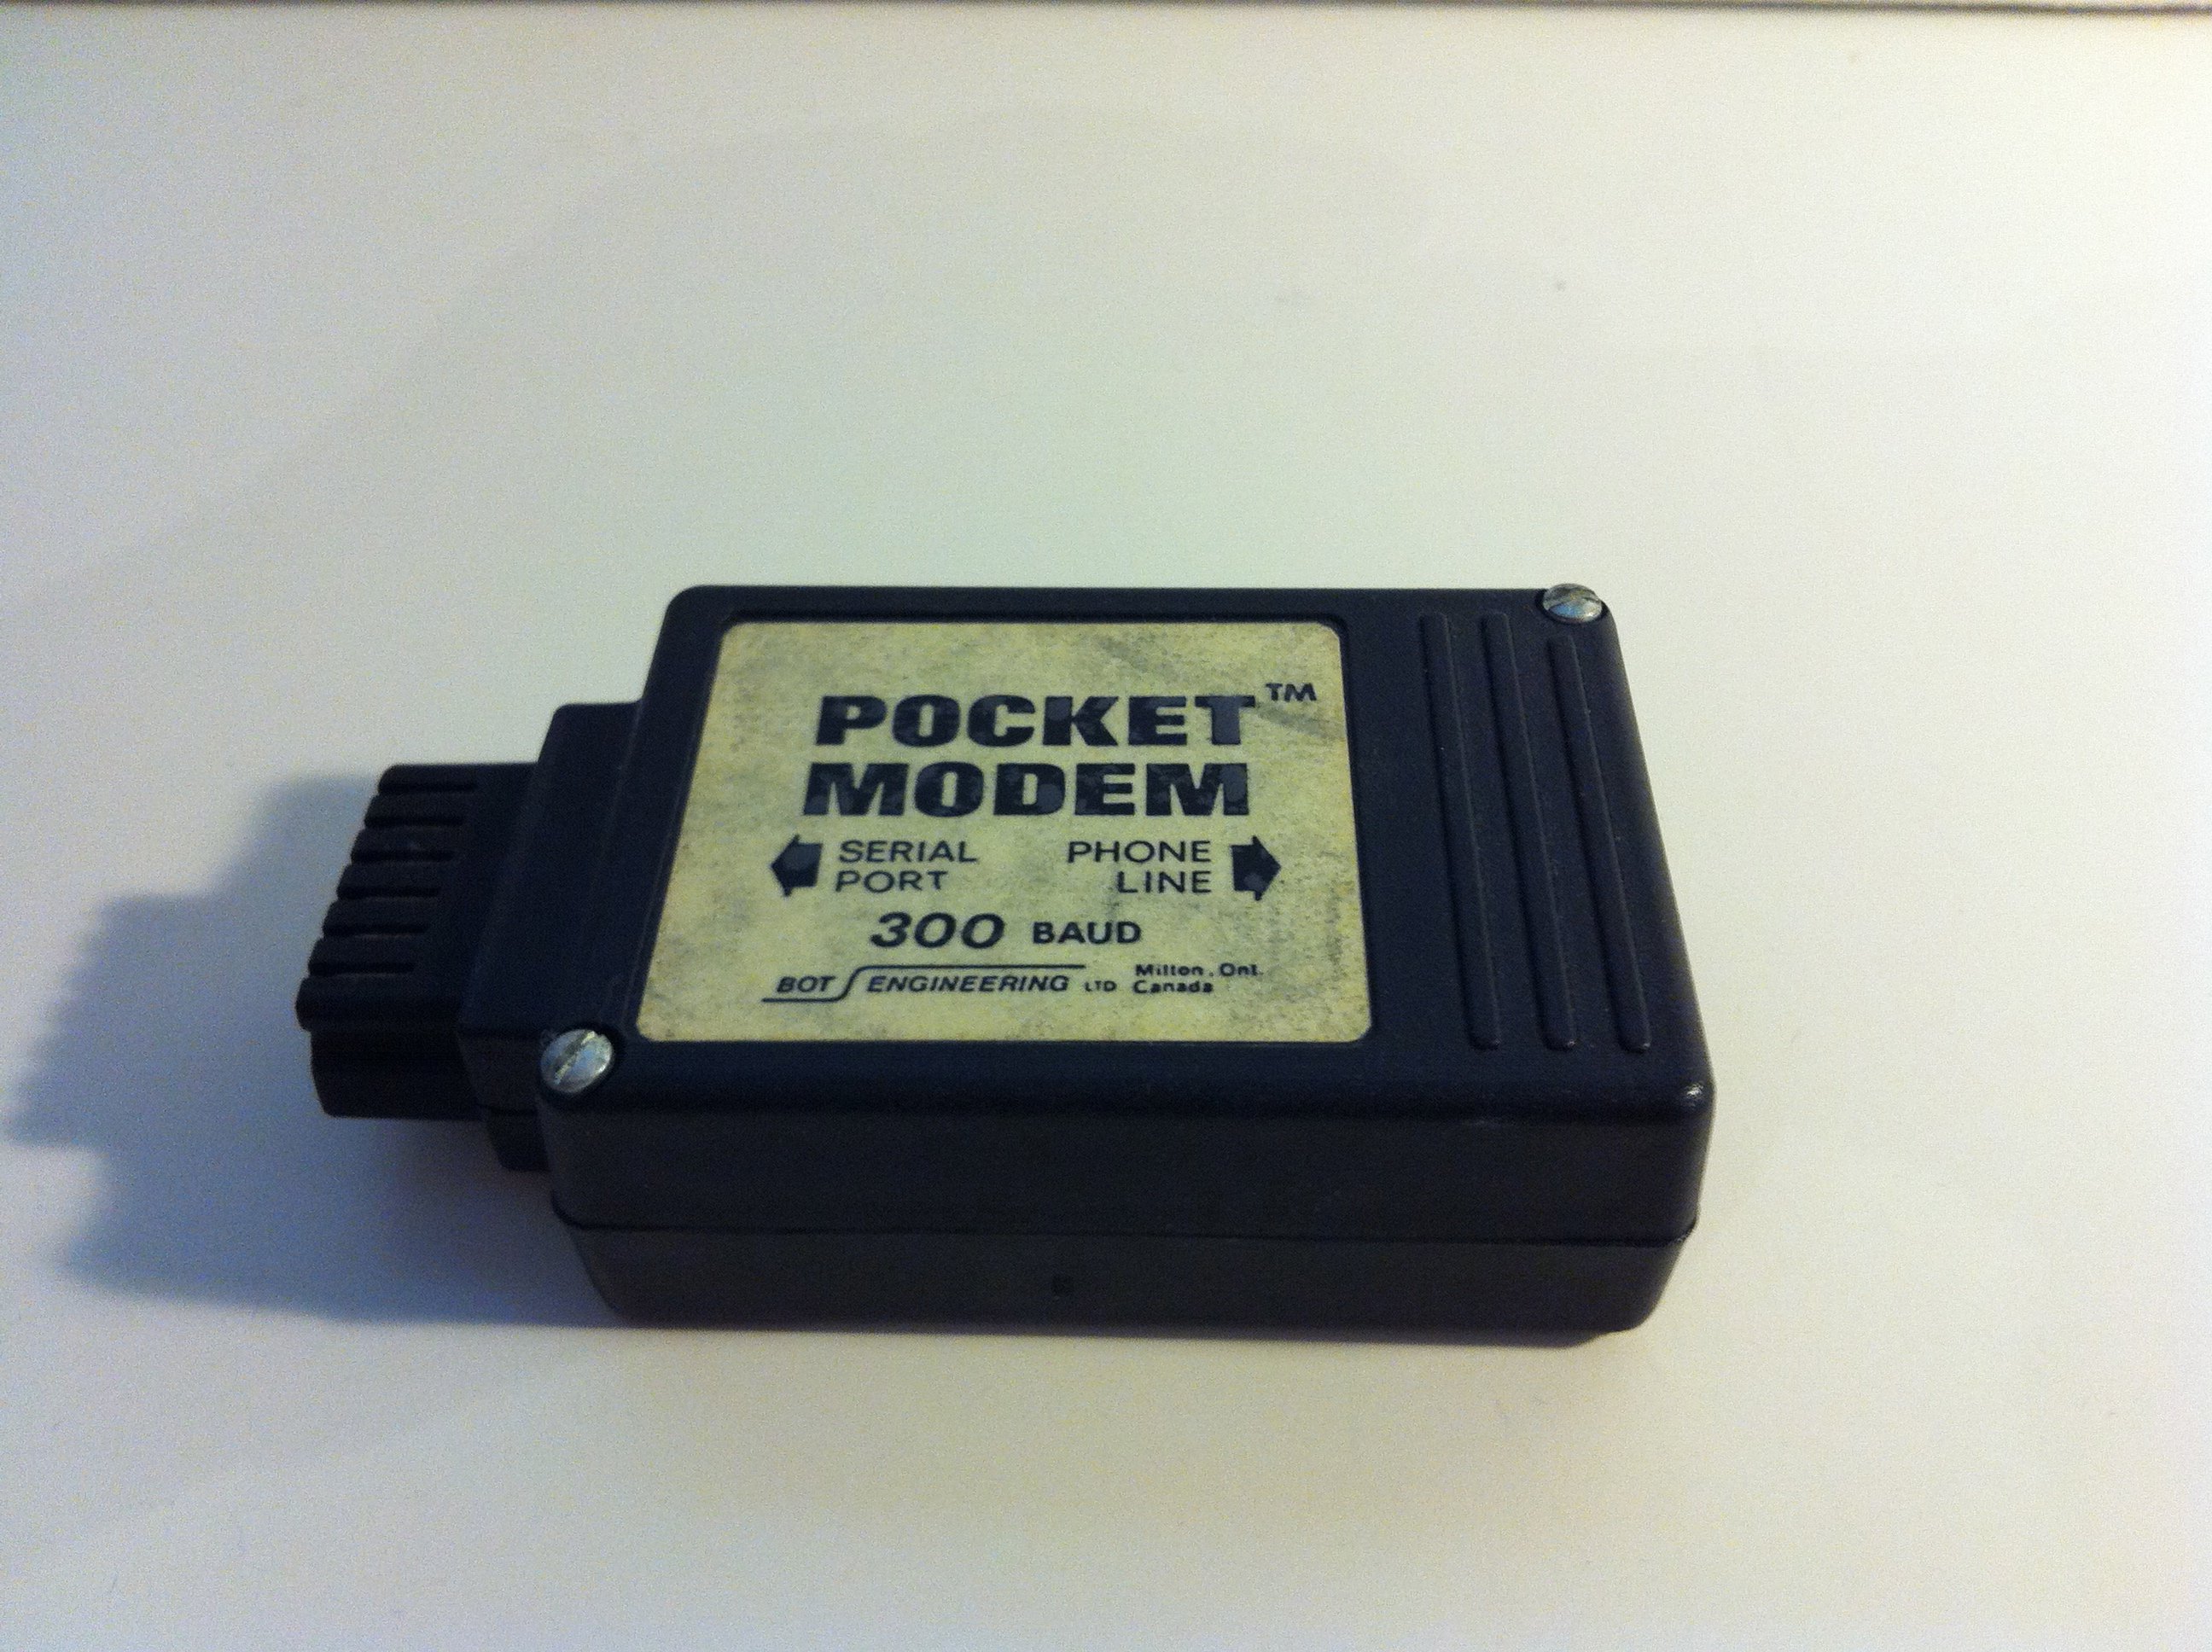 POCKET™
MODEM
SERIAL PORT
PHONE LINE
300 BAUD
BOT ENGINEERING LTD Milton, Ont. Canada